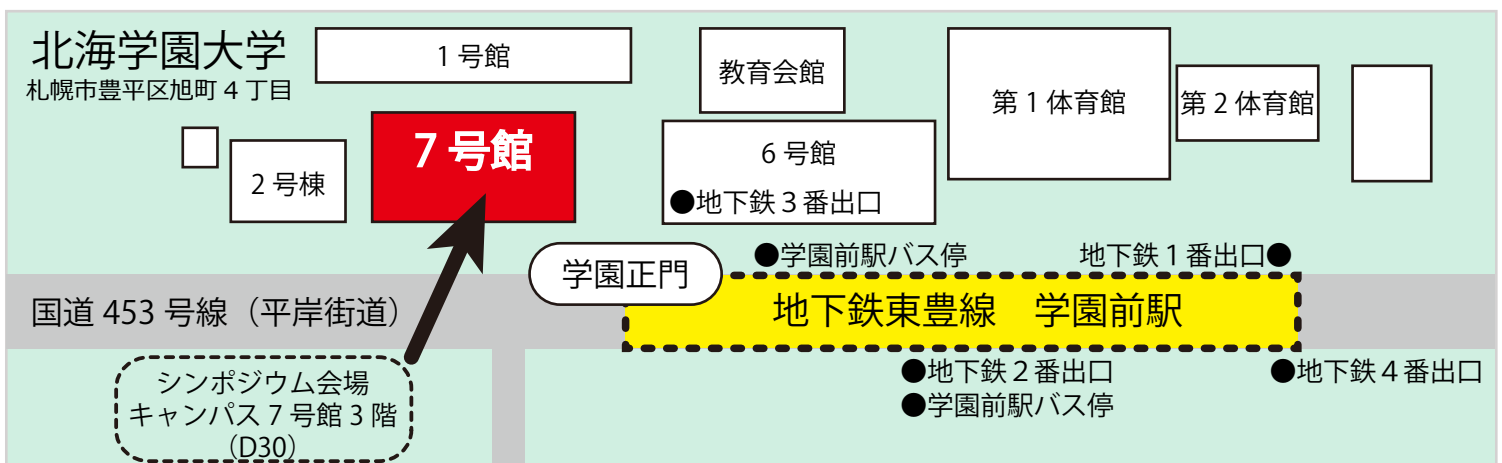 北海学園大学
札幌市豊平区旭町 4 丁目
1 号館
教育会館
第 1 体育館
第 2 体育館
2 号棟
7 号館
6 号館
●地下鉄 3 番出口
学園正門
●学園前駅バス停
地下鉄 1 番出口●
国道 453 号線（平岸街道）
地下鉄東豊線　学園前駅
シンポジウム会場
キャンパス 7 号館 3 階
（D30）
●地下鉄 2 番出口
●学園前駅バス停
●地下鉄 4 番出口